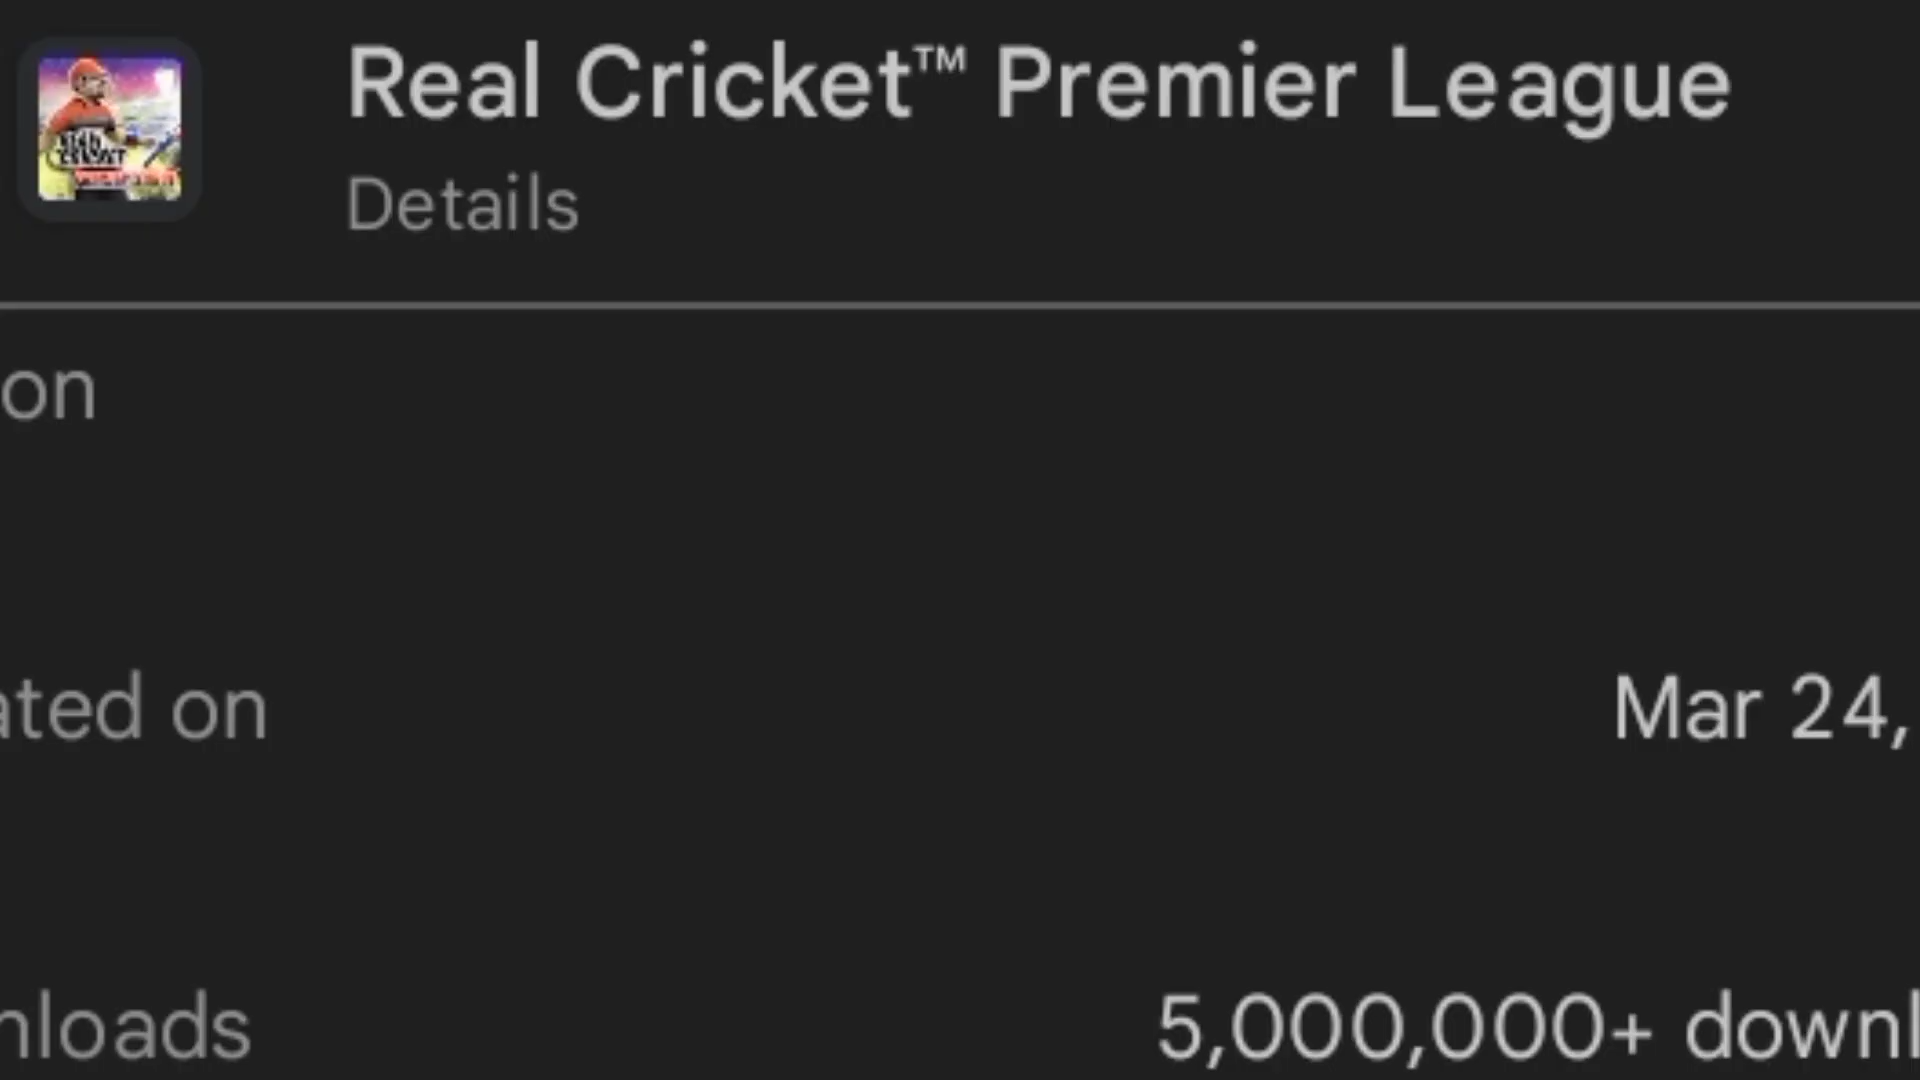 Real Cricket™ Premier League
Details
on
ated on
Mar 24,
nloads
5,000,000+ downl